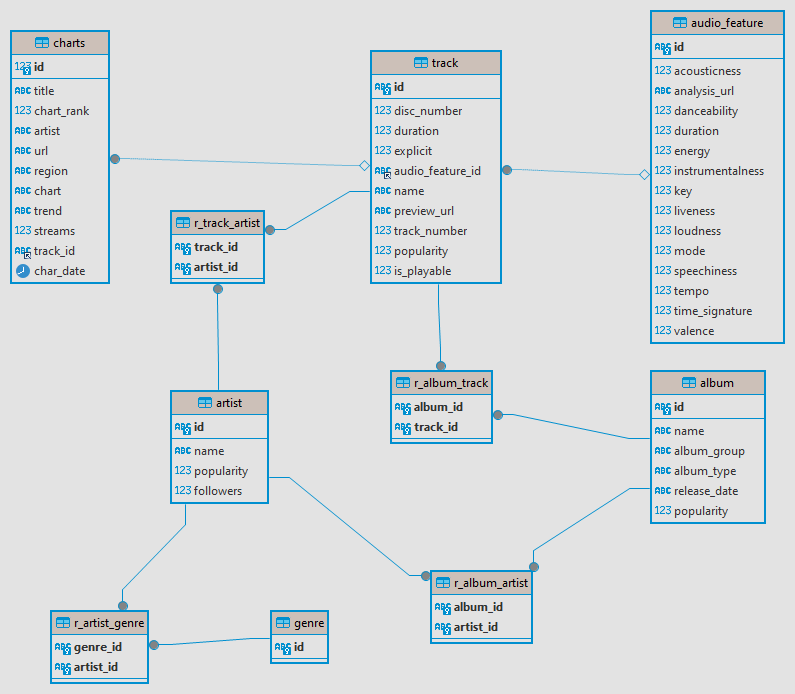 charts
123 id
ABC title
123 chart_rank
ABC artist
ABC url
ABC region
ABC chart
ABC trend
123 streams
ABC track_id
char_date
track
ABC id
123 disc_number
123 duration
123 explicit
ABC audio_feature_id
ABC name
ABC preview_url
123 track_number
123 popularity
123 is_playable
audio_feature
ABC id
123 acousticness
ABC analysis_url
123 danceability
123 duration
123 energy
123 instrumentalness
123 key
123 liveness
123 loudness
123 mode
123 speechiness
123 tempo
123 time_signature
123 valence
r_track_artist
ABC track_id
ABC artist_id
artist
ABC id
ABC name
123 popularity
123 followers
r_album_track
ABC album_id
ABC track_id
album
ABC id
ABC name
ABC album_group
ABC album_type
ABC release_date
123 popularity
r_artist_genre
ABC genre_id
ABC artist_id
genre
ABC id
r_album_artist
ABC album_id
ABC artist_id